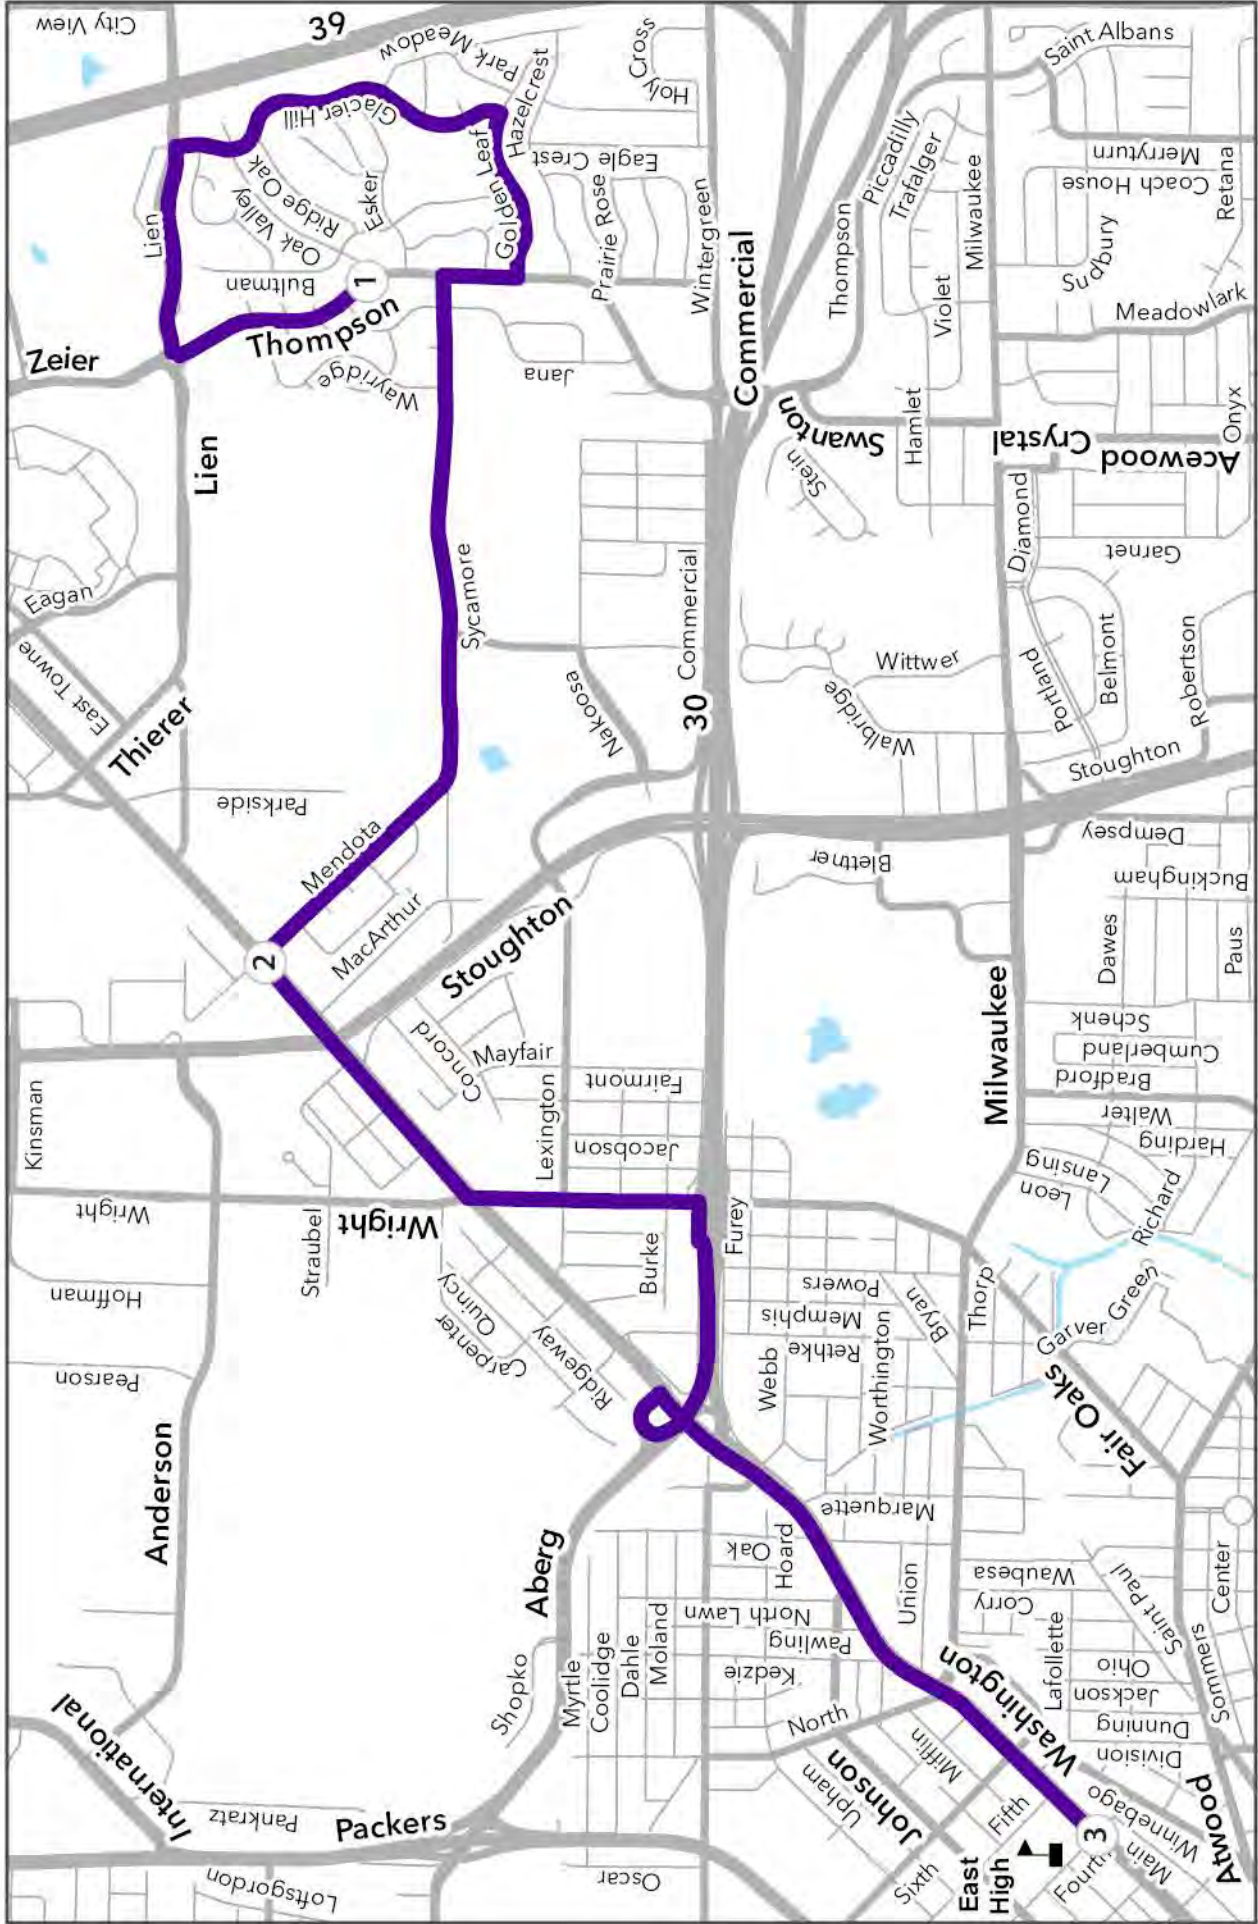 City View
39
Park Meadow
Hazelcrest
Holy Cross
Saint Albans
Glacier Hill
Lien
Ridge Oak
Oak Valley
Esker
Bultman
Golden Leaf
Eagle Crest
Prairie Rose
Wintergreen
Piccadilly
Trafalger
Milwaukee
Merryturn
Coach House
Retana
Sudbury
Meadowlark
1
Thompson
Thompson
Violet
Zeier
Wayridge
Jana
Commercial
Swanton
Hamlet
Crystal
Acewood
Onyx
Lien
Stein
Diamond
Garnet
Eagan
East Towne
Thierer
Sycamore
Nakoosa
Commercial
30
Wittwer
Walbridge
Portland
Belmont
Robertson
Stoughton
Parkside
Mendota
MacArthur
Stoughton
Blettner
Dempsey
Buckingham
Dawes
Paus
2
Milwaukee
Schenk
Cumberland
Bradford
Walter
Harding
Concord
Mayfair
Fairmont
Lexington
Jacobson
Kinsman
Wright
Wright
Straubel
Hoffman
Pearson
Furey
Burke
Quincy
Carpenter
Ridgeway
Lansing
Leon
Richard
Powers
Memphis
Rethke
Webb
Worthington
Bryan
Thorp
Garver Green
Fair Oaks
Anderson
Aberg
Marquette
Oak
Hoard
Union
Waubesa
Corry
Saint Paul
Center
North Lawn
Pawling
Kedzie
Shopko
Myrtle
Coolidge
Dahle
Moland
Washington
Lafollette
Ohio
Jackson
Dunning
Division
Sommers
International
Pankratz
Packers
North
Johnson
Mifflin
Upham
Fifth
Sixth
East
High
3
Fourth
Main
Winnebago
Atwood
Loftsgordon
Oscar